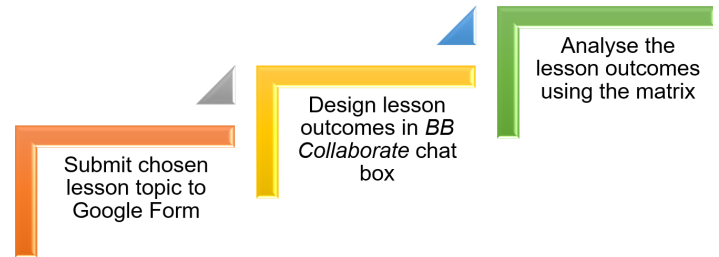 Submit chosen
lesson topic to
Google Form
Design lesson
outcomes in BB
Collaborate chat
box
Analyse the
lesson outcomes
using the matrix